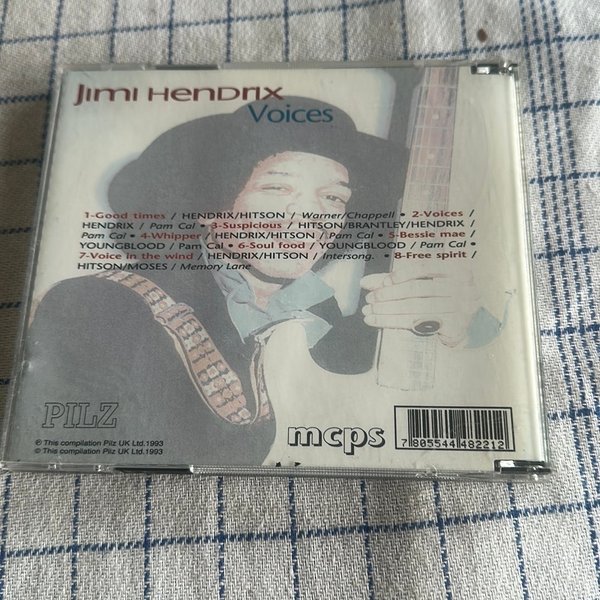 JIMI HENDRIX
Voices
1-Good times / HENDRIX/HITSON / Warner/Chappell • 2-Voices /
HENDRIX / Pam Cal • 3-Suspicious / HITSON/BRANTLEY/HENDRIX /
Pam Cal • 4-Whipper / HENDRIX/HITSON / Pam Cal • 5-Bessie mae /
YOUNGBLOOD / Pam Cal • 6-Soul food / YOUNGBLOOD / Pam Cal •
7-Voice in the wind / HENDRIX/HITSON / Intersong. • 8-Free spirit /
HITSON/MOSES / Memory Lane
PILZ
℗ This compilation Pilz UK Ltd.1993
© This compilation Pilz UK Ltd.1993
mcps
7 805544 482212